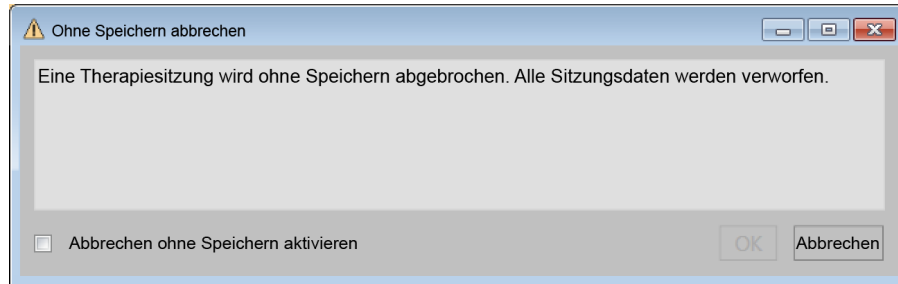 Ohne Speichern abbrechen
Eine Therapiesitzung wird ohne Speichern abgebrochen. Alle Sitzungsdaten werden verworfen.
Abbrechen ohne Speichern aktivieren
OK
Abbrechen